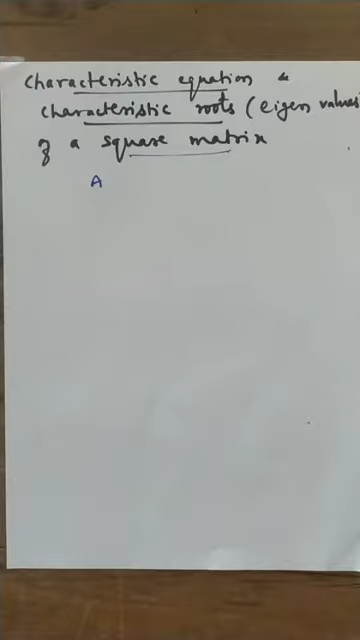 characteristic equation &
characteristic roots (eigen values
of a square matrix
A